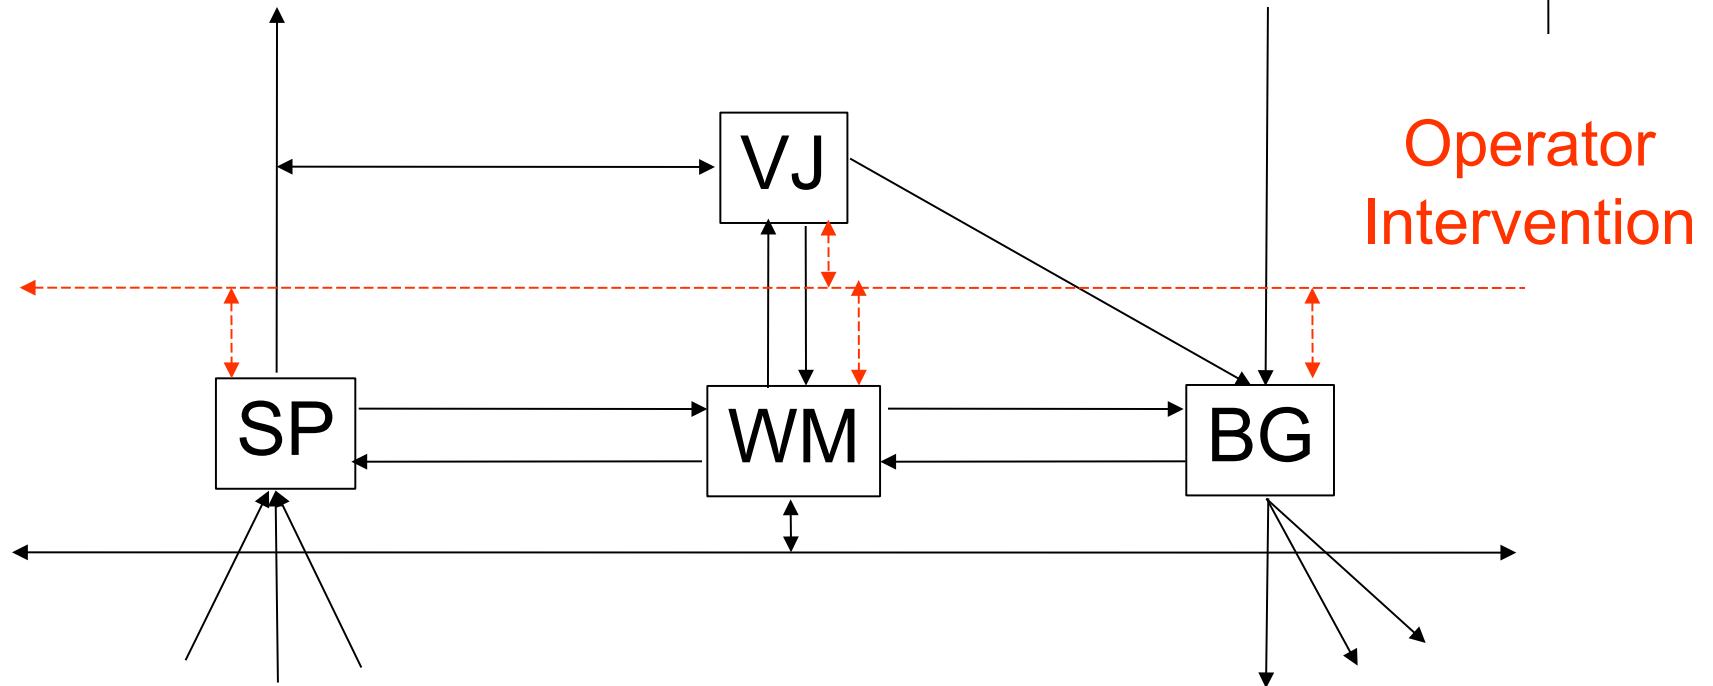 VJ
Operator
Intervention
SP
WM
BG